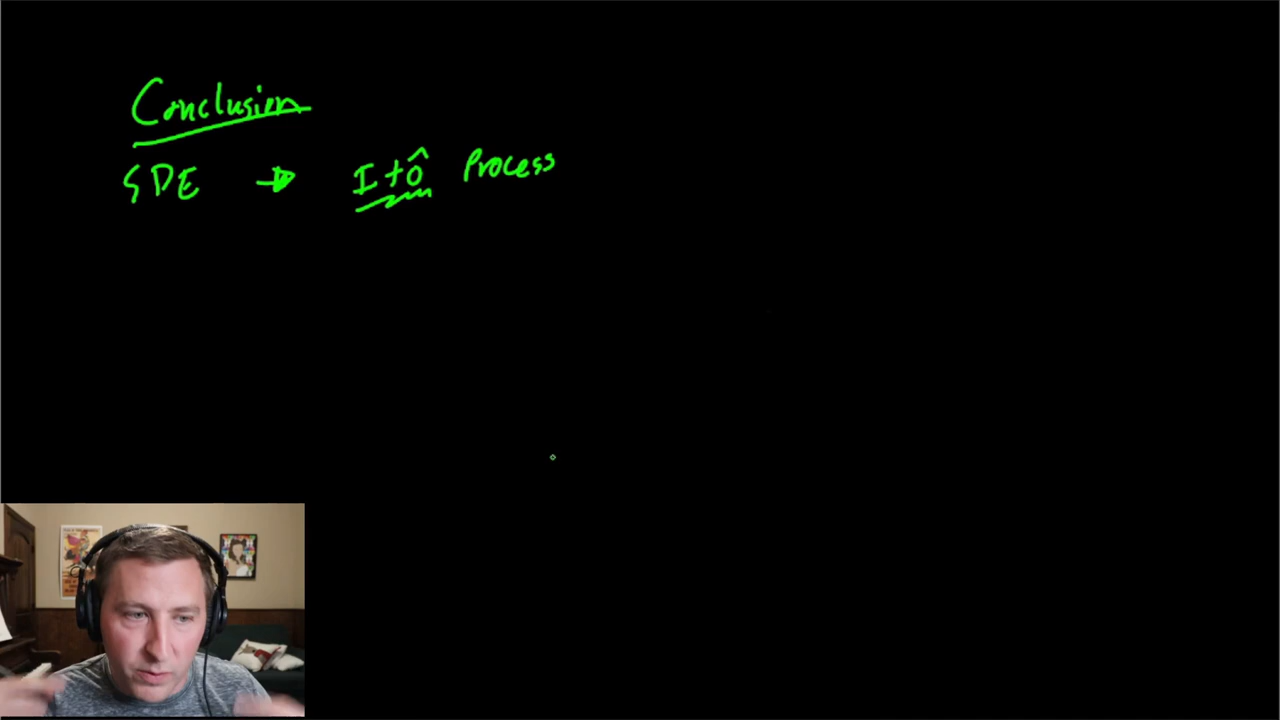 Conclusion
SDE → Itô Process